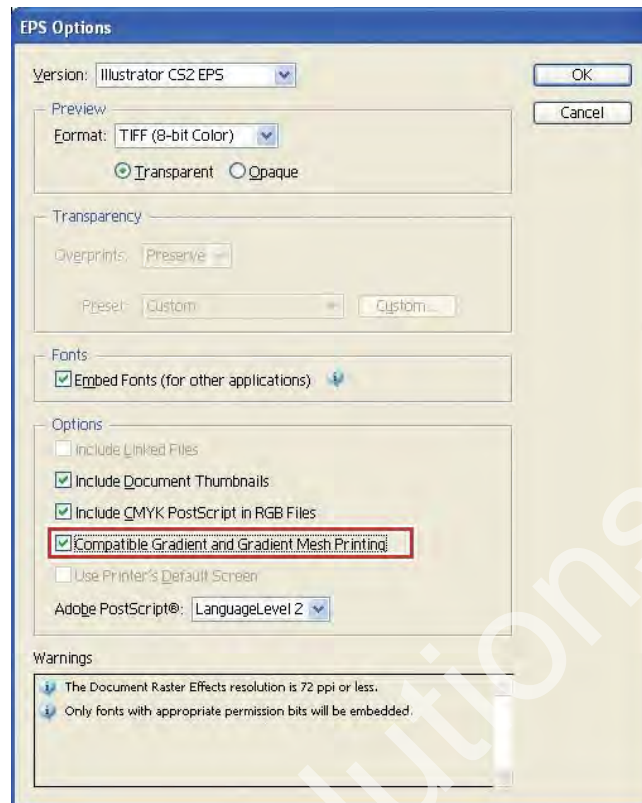 EPS Options
Version: Illustrator CS2 EPS
OK
Cancel
Preview
Format: TIFF (8-bit Color)
Transparent Opaque
Transparency
Overprints: Preserve
Preset: Custom Custom...
Fonts
Embed Fonts (for other applications)
Options
Include Linked Files
Include Document Thumbnails
Include CMYK PostScript in RGB Files
Compatible Gradient and Gradient Mesh Printing
Use Printer's Default Screen
Adobe PostScript®: LanguageLevel 2
Warnings
The Document Raster Effects resolution is 72 ppi or less.
Only fonts with appropriate permission bits will be embedded.